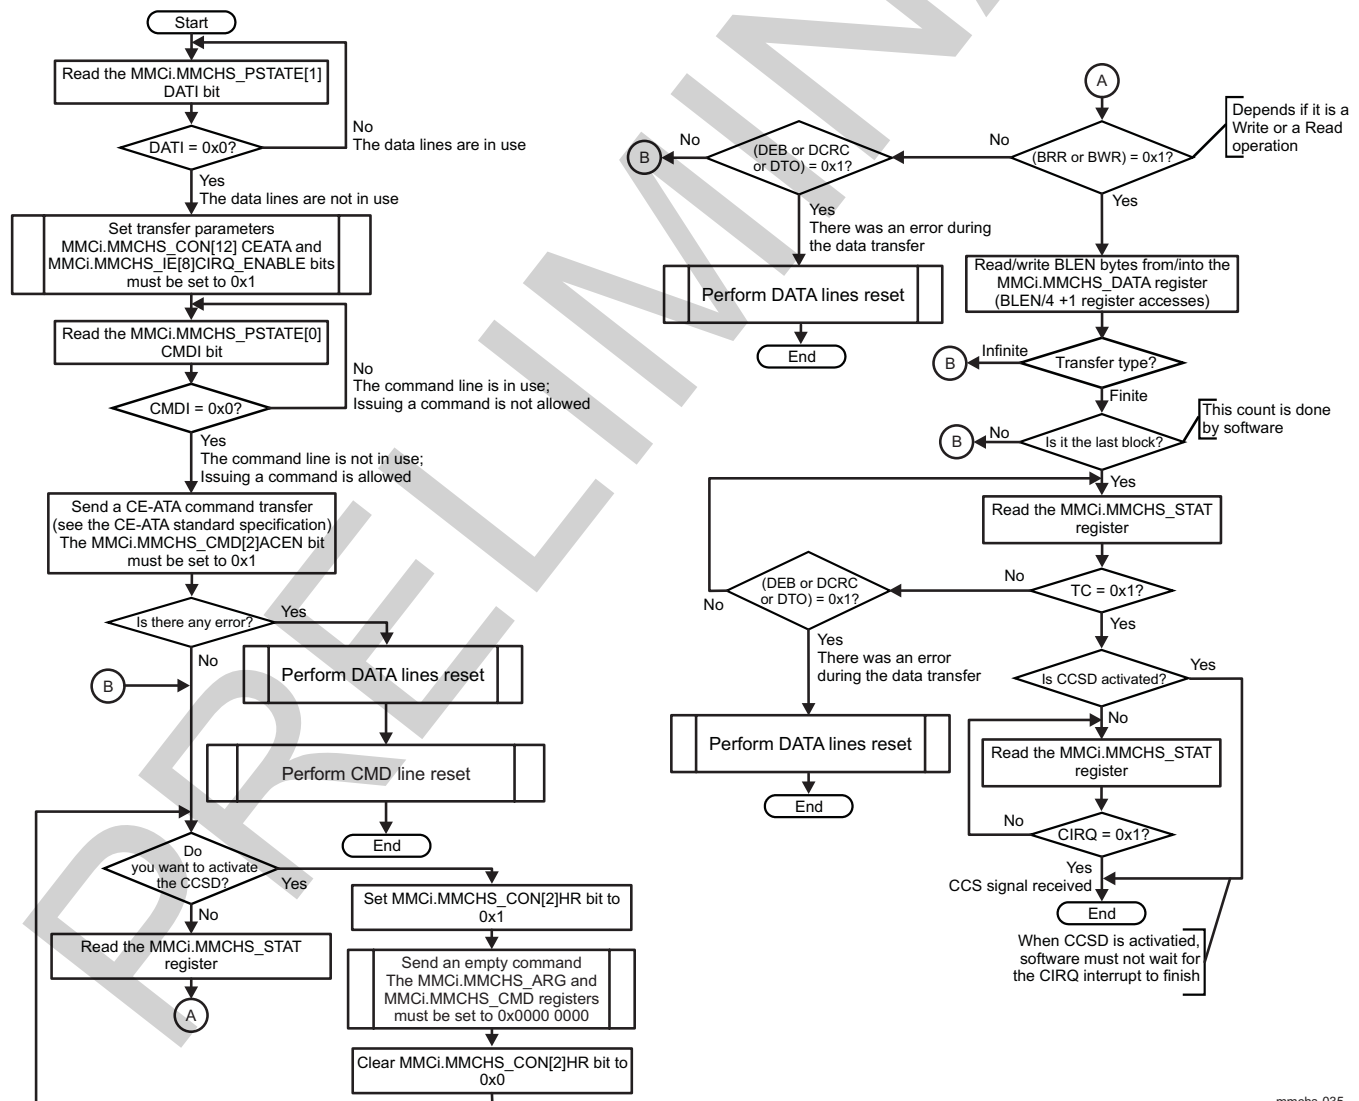 Start
Read the MMCi.MMCHS_PSTATE[1]
DATI bit
No
The data lines are in use
DATI = 0x0?
Yes
The data lines are not in use
Set transfer parameters
MMCi.MMCHS_CON[12] CEATA and
MMCi.MMCHS_IE[8]CIRQ_ENABLE bits
must be set to 0x1
Read the MMCi.MMCHS_PSTATE[0]
CMDI bit
No
The command line is in use;
Issuing a command is not allowed
CMDI = 0x0?
Yes
The command line is not in use;
Issuing a command is allowed
Send a CE-ATA command transfer
(see the CE-ATA standard specification)
The MMCi.MMCHS_CMD[2]ACEN bit
must be set to 0x1
Is there any error?
Yes
No
B
Perform DATA lines reset
Perform CMD line reset
End
Do
you want to activate
the CCSD?
Yes
No
Read the MMCi.MMCHS_STAT
register
A
Set MMCi.MMCHS_CON[2]HR bit to
0x1
Send an empty command
The MMCi.MMCHS_ARG and
MMCi.MMCHS_CMD registers
must be set to 0x0000 0000
Clear MMCi.MMCHS_CON[2]HR bit to
0x0
A
Depends if it is a
Write or a Read
operation
(BRR or BWR) = 0x1?
No
Yes
(DEB or DCRC
or DTO) = 0x1?
No
B
Yes
There was an error during
the data transfer
Perform DATA lines reset
End
Read/write BLEN bytes from/into the
MMCi.MMCHS_DATA register
(BLEN/4 +1 register accesses)
Transfer type?
Infinite
B
Finite
This count is done
by software
Is it the last block?
No
B
Yes
Read the MMCi.MMCHS_STAT
register
TC = 0x1?
No
Yes
(DEB or DCRC
or DTO) = 0x1?
No
Yes
There was an error
during the data transfer
Perform DATA lines reset
End
Is CCSD activated?
Yes
No
Read the MMCi.MMCHS_STAT
register
CIRQ = 0x1?
No
Yes
CCS signal received
End
When CCSD is activatied,
software must not wait for
the CIRQ interrupt to finish
mmchs-035
PRELIMIN